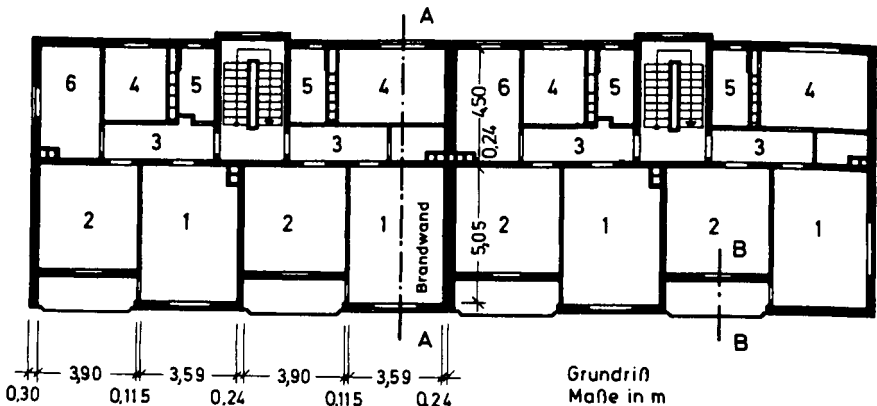 A
6 4 5 5 4 6 4 5 5 4
4,50
3 3 3 3
0,24
2 1 2 1 2 1 2 1
Brandwand
5,05
B
A
B
3,90 3,59 3,90 3,59
0,30 0,115 0,24 0,115 0,24
Grundriß
Maße in m